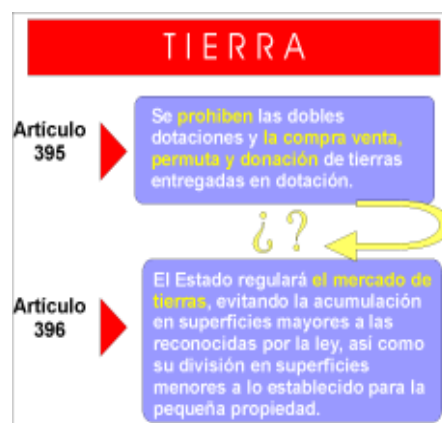 TIERRA
Artículo
395
Se prohiben las dobles
dotaciones y la compra venta,
permuta y donación de tierras
entregadas en dotación.
¿?
Artículo
396
El Estado regulará el mercado de
tierras, evitando la acumulación
en superficies mayores a las
reconocidas por la ley, así como
su división en superficies
menores a lo establecido para la
pequeña propiedad.